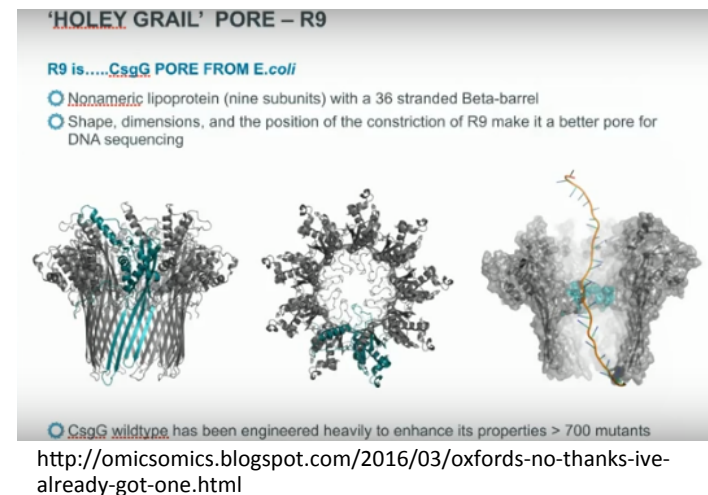 ‘HOLEY GRAIL’ PORE – R9
R9 is.....CsgG PORE FROM E.coli
Nonameric lipoprotein (nine subunits) with a 36 stranded Beta-barrel
Shape, dimensions, and the position of the constriction of R9 make it a better pore for
DNA sequencing
CsgG wildtype has been engineered heavily to enhance its properties > 700 mutants
http://omicsomics.blogspot.com/2016/03/oxfords-no-thanks-ive-
already-got-one.html